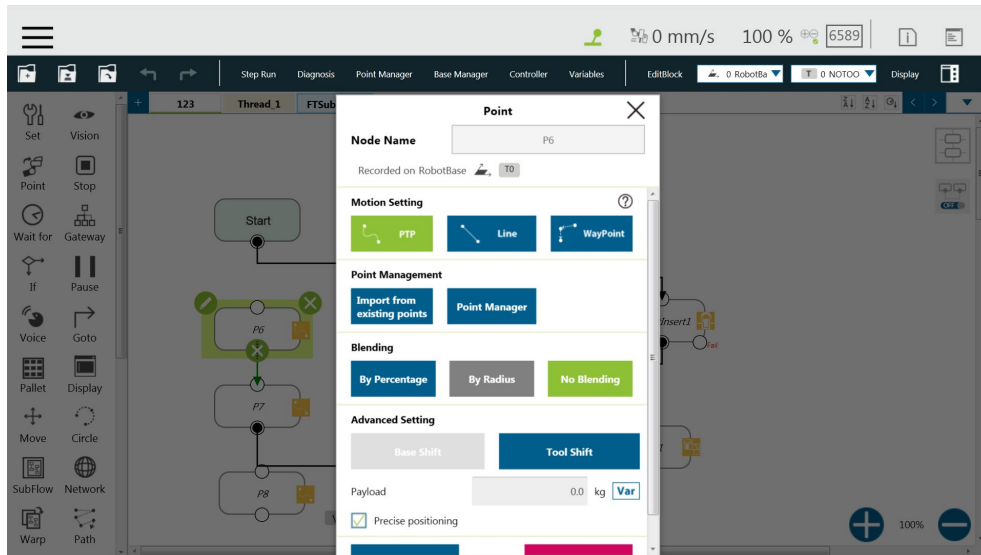 0 mm/s 100 % 6589
Step Run Diagnosis Point Manager Base Manager Controller Variables EditBlock 0 RobotBa T 0 NOTOO Display
123 Thread_1 FTSub
Set Vision
Point Stop
Wait for Gateway
If Pause
Voice Goto
Pallet Display
Move Circle
SubFlow Network
Warp Path
Start
P6
P7
P8
Point
Node Name P6
Recorded on RobotBase T0
Motion Setting
PTP Line WayPoint
Point Management
Import from
existing points
Point Manager
Blending
By Percentage By Radius No Blending
Advanced Setting
Base Shift Tool Shift
Payload 0.0 kg Var
Precise positioning
OFF
Insert1
Fail
100%